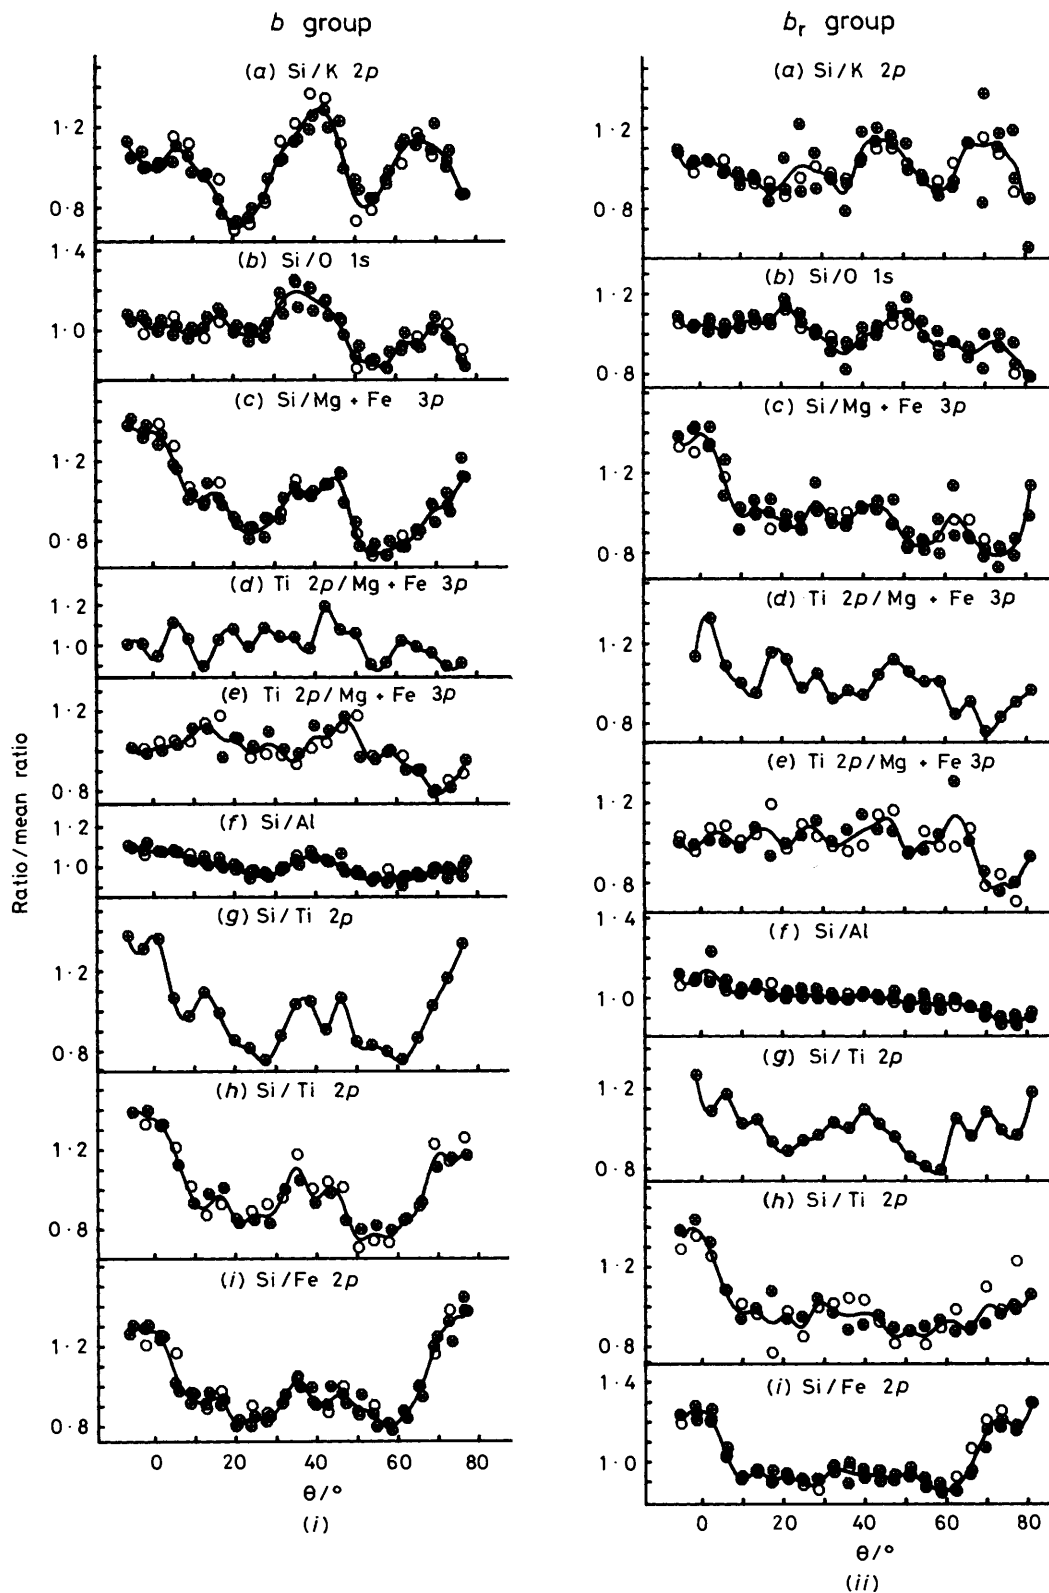 b group
(a) Si/K 2p
1·2
0·8
1·4
(b) Si/O 1s
1·0
(c) Si/Mg + Fe 3p
1·2
0·8
(d) Ti 2p/Mg + Fe 3p
1·2
1·0
(e) Ti 2p/Mg + Fe 3p
1·2
0·8
(f) Si/Al
1·2
1·0
(g) Si/Ti 2p
1·2
0·8
(h) Si/Ti 2p
1·2
0·8
(i) Si/Fe 2p
1·2
0·8
0 20 40 60 80
θ/°
(i)
Ratio/mean ratio
br group
(a) Si/K 2p
1·2
0·8
(b) Si/O 1s
1·2
0·8
(c) Si/Mg + Fe 3p
1·2
0·8
(d) Ti 2p/Mg + Fe 3p
1·2
0·8
(e) Ti 2p/Mg + Fe 3p
1·2
0·8
(f) Si/Al
1·4
1·0
(g) Si/Ti 2p
1·2
0·8
(h) Si/Ti 2p
1·2
0·8
(i) Si/Fe 2p
1·4
1·0
0 20 40 60 80
θ/°
(ii)